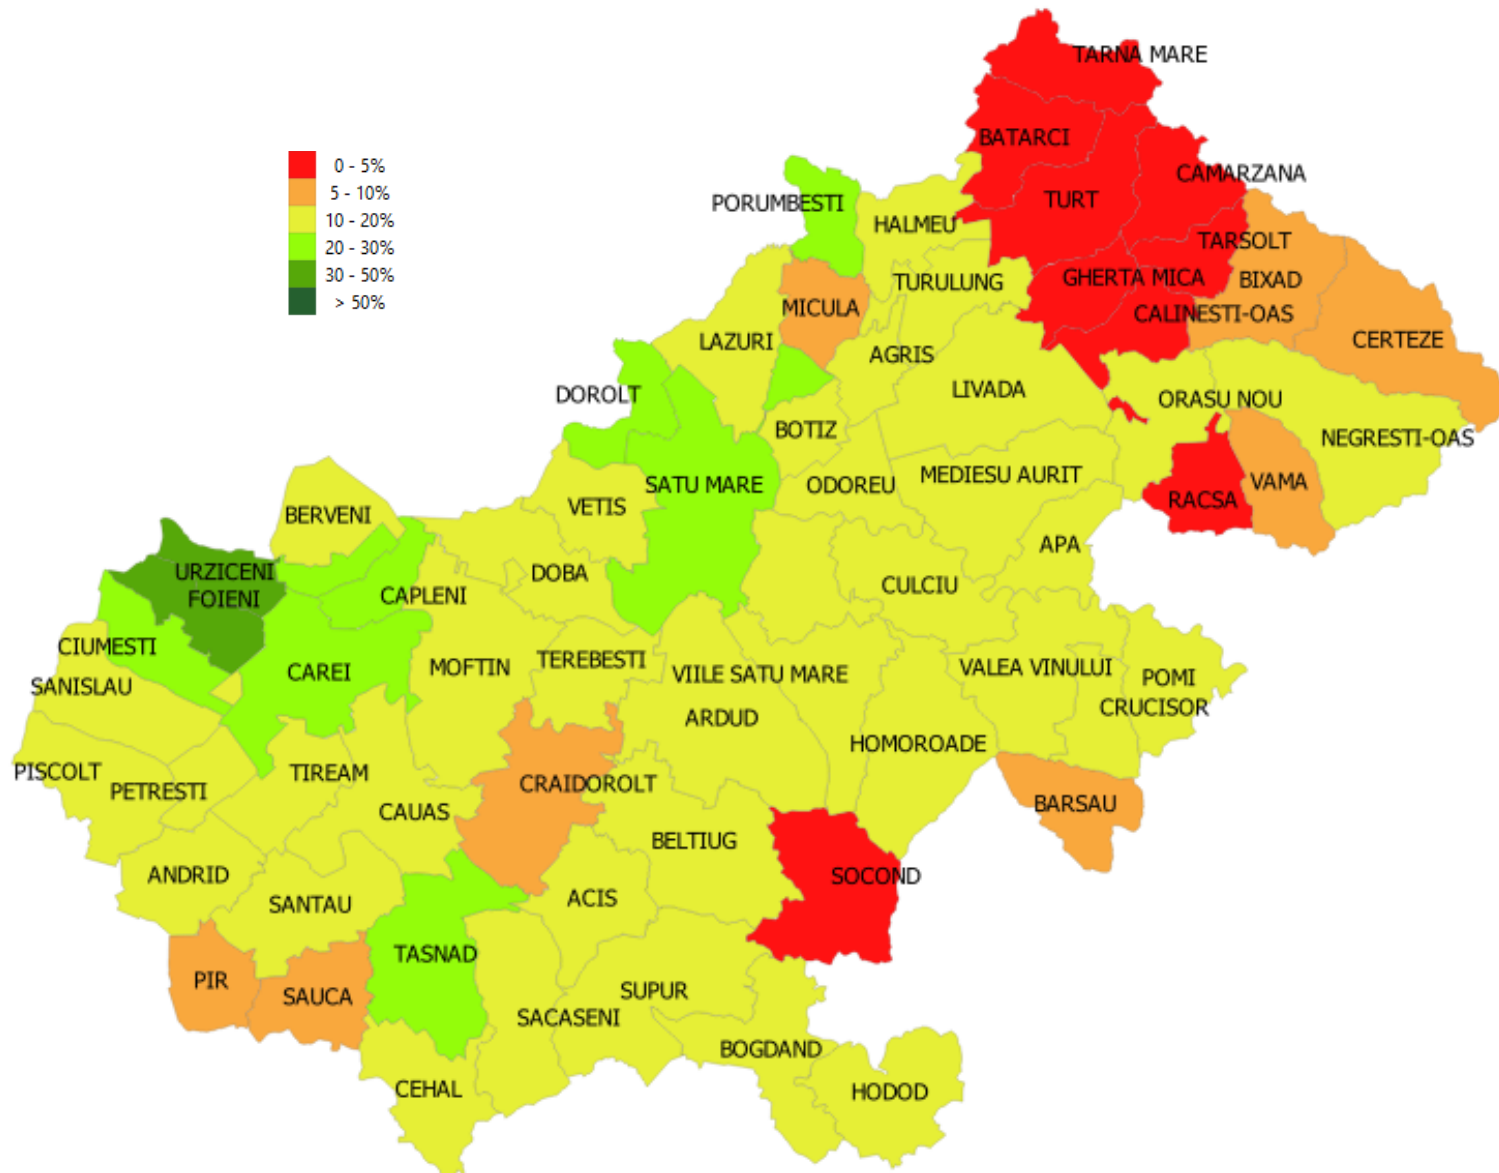 TARNA MARE
BATARCI
0 - 5%
5 - 10%
10 - 20%
20 - 30%
30 - 50%
> 50%
CAMARZANA
TURT
PORUMBESTI
HALMEU
TARSOLT
GHERTA MICA
BIXAD
TURULUNG
MICULA
CALINESTI-OAS
LAZURI
AGRIS
CERTEZE
LIVADA
DOROLT
ORASU NOU
BOTIZ
NEGRESTI-OAS
MEDIESU AURIT
SATU MARE
ODOREU
VAMA
RACSA
VETIS
BERVENI
APA
URZICENI
DOBA
FOIENI
CAPLENI
CULCIU
CIUMESTI
CAREI
MOFTIN
TEREBESTI
VIILE SATU MARE
VALEA VINULUI
POMI
SANISLAU
CRUCISOR
ARDUD
HOMOROADE
PISCOLT
TIREAM
PETRESTI
CRAIDOROLT
BARSAU
CAUAS
BELTIUG
ANDRID
SOCOND
SANTAU
ACIS
TASNAD
PIR
SAUCA
SUPUR
SACASENI
BOGDAND
CEHAL
HODOD